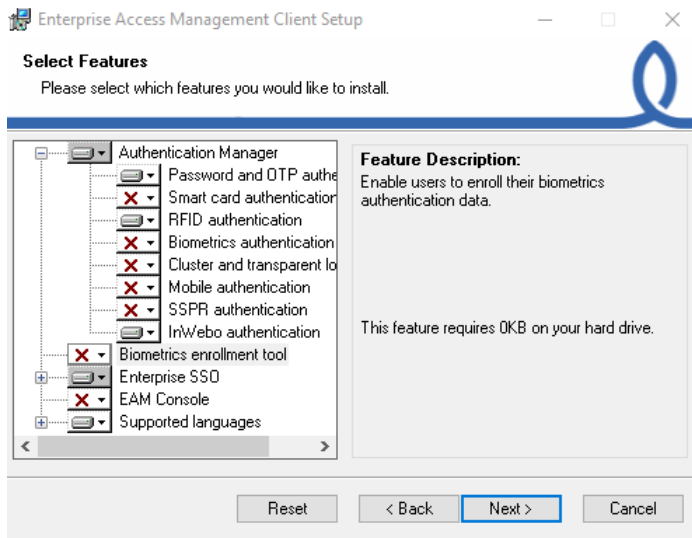 Enterprise Access Management Client Setup
Select Features
Please select which features you would like to install.
Authentication Manager
Password and OTP authe
Smart card authentication
RFID authentication
Biometrics authentication
Cluster and transparent lo
Mobile authentication
SSPR authentication
InWebo authentication
Biometrics enrollment tool
Enterprise SSO
EAM Console
Supported languages
Feature Description:
Enable users to enroll their biometrics
authentication data.
This feature requires 0KB on your hard drive.
Reset
< Back
Next >
Cancel